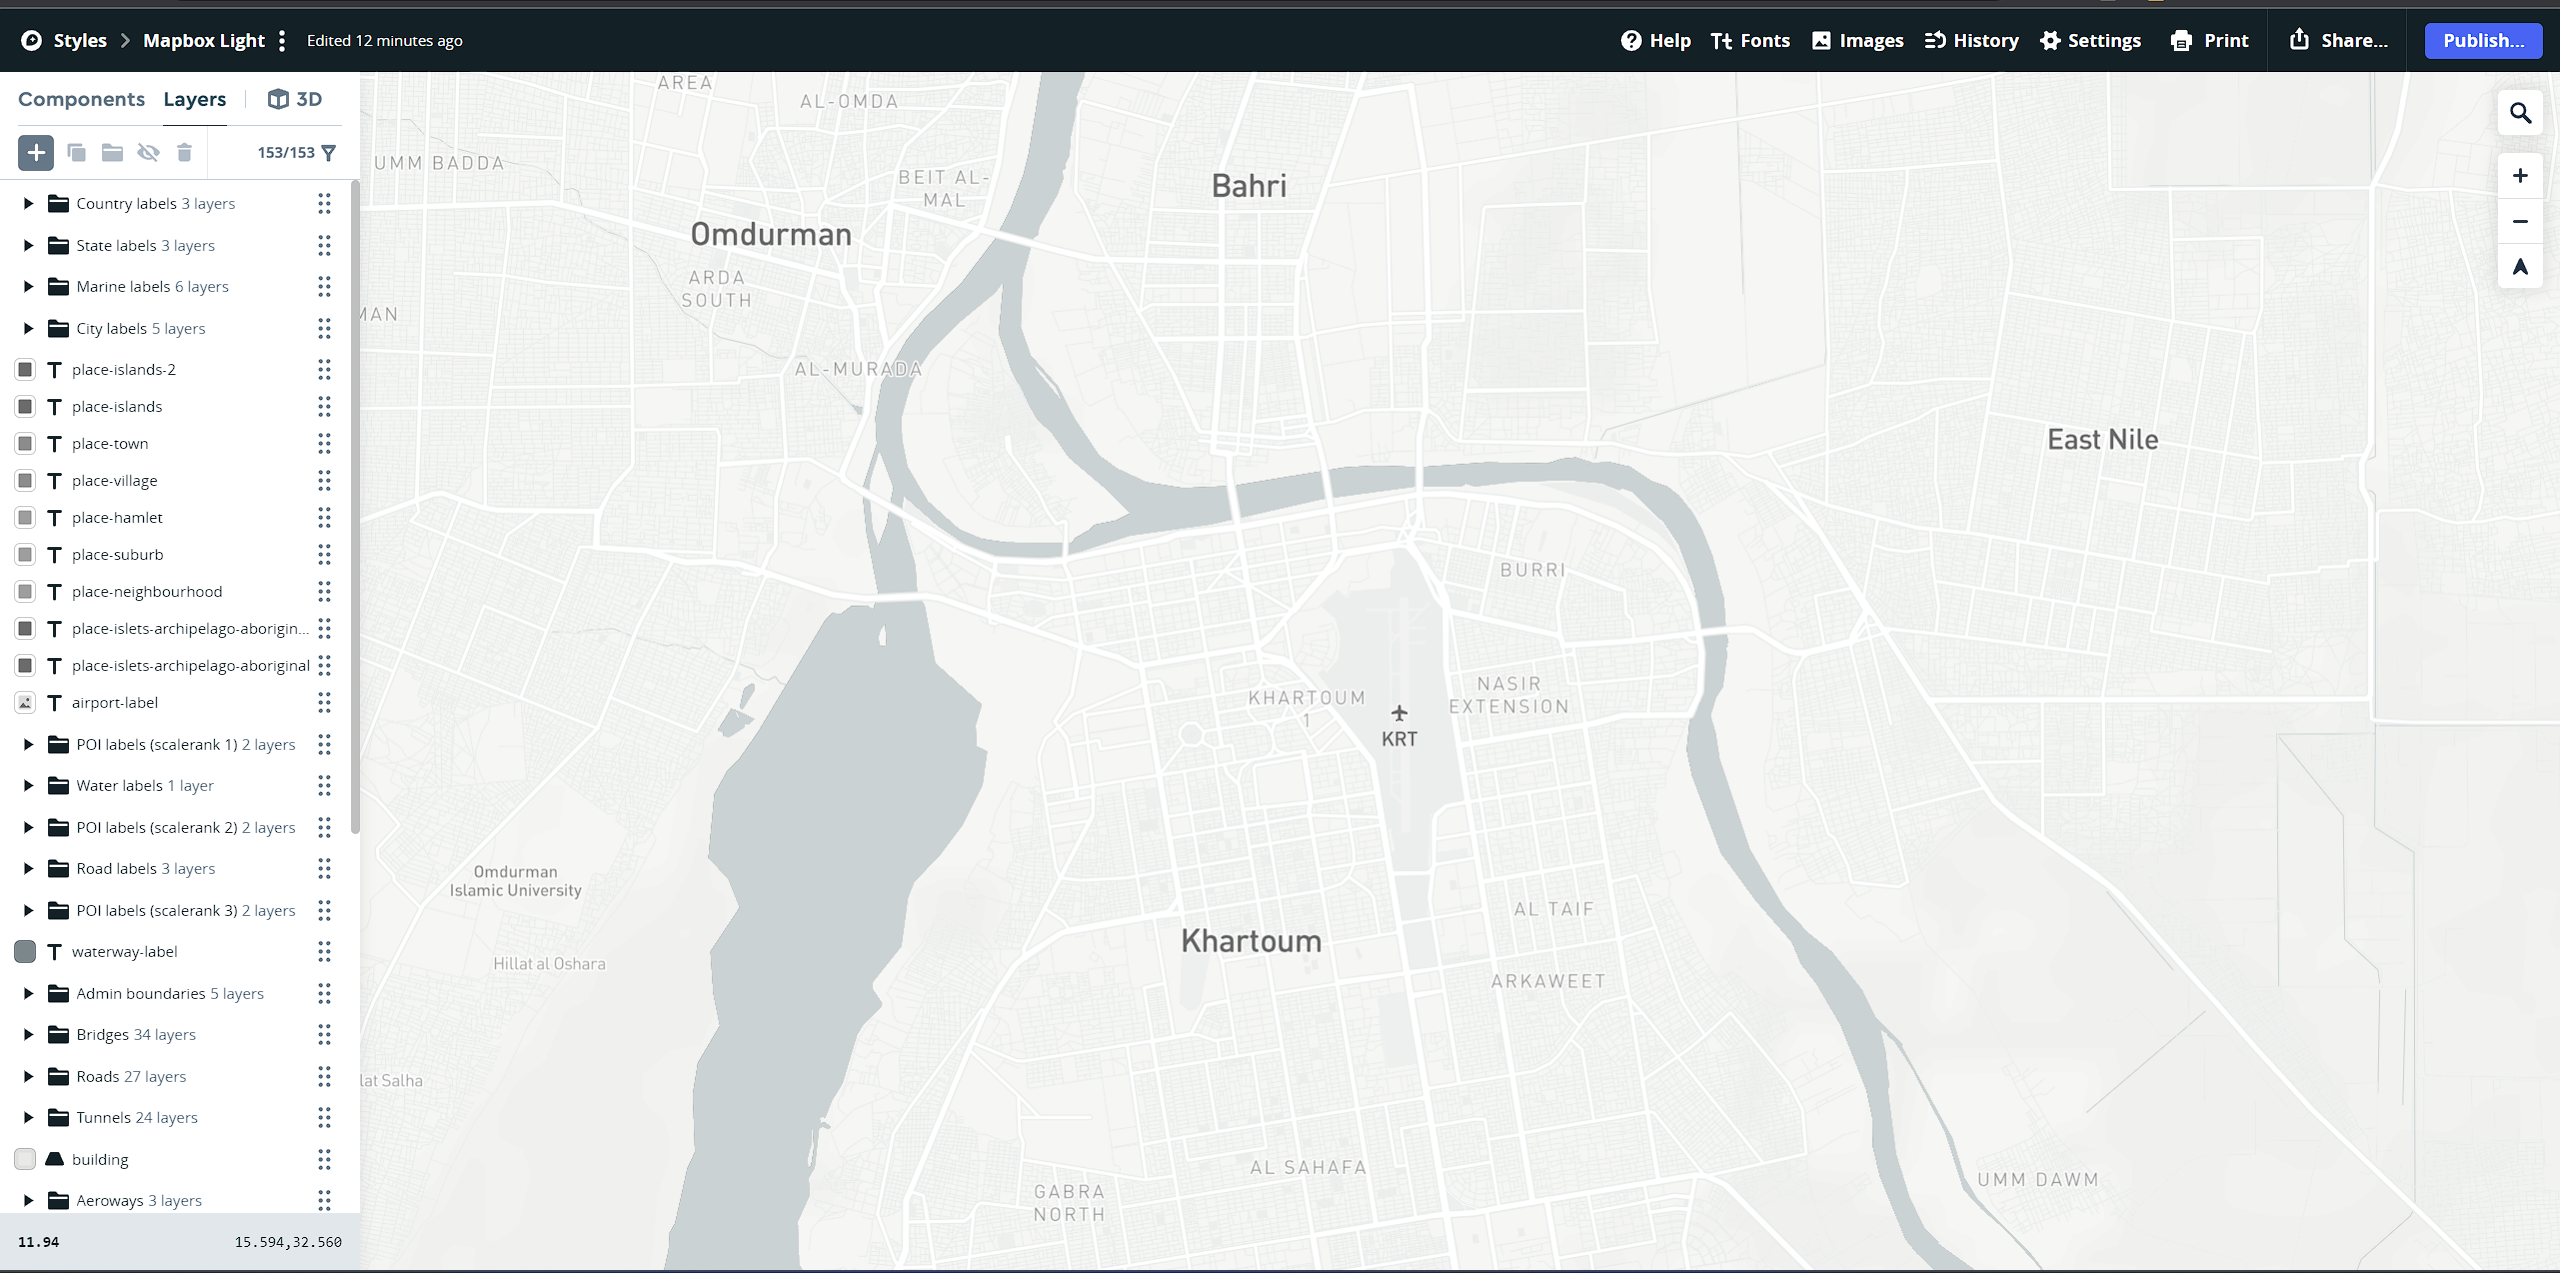 Styles
Mapbox Light
Edited 12 minutes ago
Help
Fonts
Images
History
Settings
Print
Share...
Publish...
Components
Layers
3D
153/153
Country labels 3 layers
State labels 3 layers
Marine labels 6 layers
City labels 5 layers
place-islands-2
place-islands
place-town
place-village
place-hamlet
place-suburb
place-neighbourhood
place-islets-archipelago-aborigin...
place-islets-archipelago-aboriginal
airport-label
POI labels (scalerank 1) 2 layers
Water labels 1 layer
POI labels (scalerank 2) 2 layers
Road labels 3 layers
POI labels (scalerank 3) 2 layers
waterway-label
Admin boundaries 5 layers
Bridges 34 layers
Roads 27 layers
Tunnels 24 layers
building
Aeroways 3 layers
11.94
15.594,32.560
AREA
AL-OMDA
UMM BADDA
BEIT AL-
MAL
Bahri
Omdurman
ARDA
SOUTH
MAN
AL-MURADA
East Nile
BURRI
KHARTOUM
1
NASIR
EXTENSION
KRT
Omdurman
Islamic University
AL TAIF
Khartoum
Hillat al Oshara
ARKAWEET
lat Salha
AL SAHAFA
UMM DAWM
GABRA
NORTH